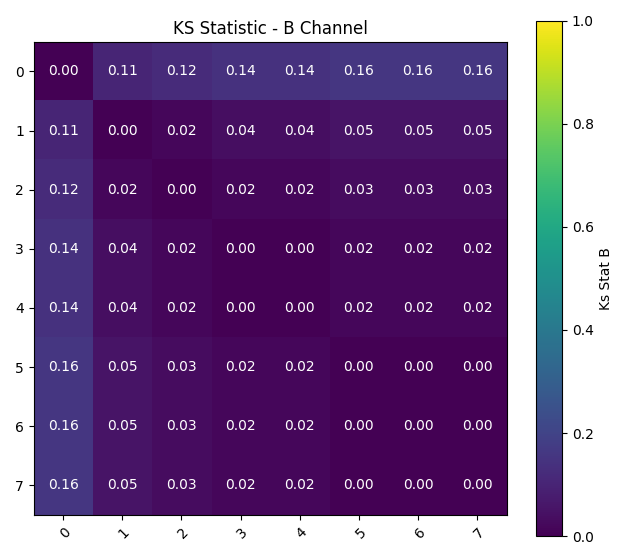 KS Statistic - B Channel
0 0.00 0.11 0.12 0.14 0.14 0.16 0.16 0.16
1 0.11 0.00 0.02 0.04 0.04 0.05 0.05 0.05
2 0.12 0.02 0.00 0.02 0.02 0.03 0.03 0.03
3 0.14 0.04 0.02 0.00 0.00 0.02 0.02 0.02
4 0.14 0.04 0.02 0.00 0.00 0.02 0.02 0.02
5 0.16 0.05 0.03 0.02 0.02 0.00 0.00 0.00
6 0.16 0.05 0.03 0.02 0.02 0.00 0.00 0.00
7 0.16 0.05 0.03 0.02 0.02 0.00 0.00 0.00
0 1 2 3 4 5 6 7
1.0
0.8
0.6
0.4
0.2
0.0
Ks Stat B